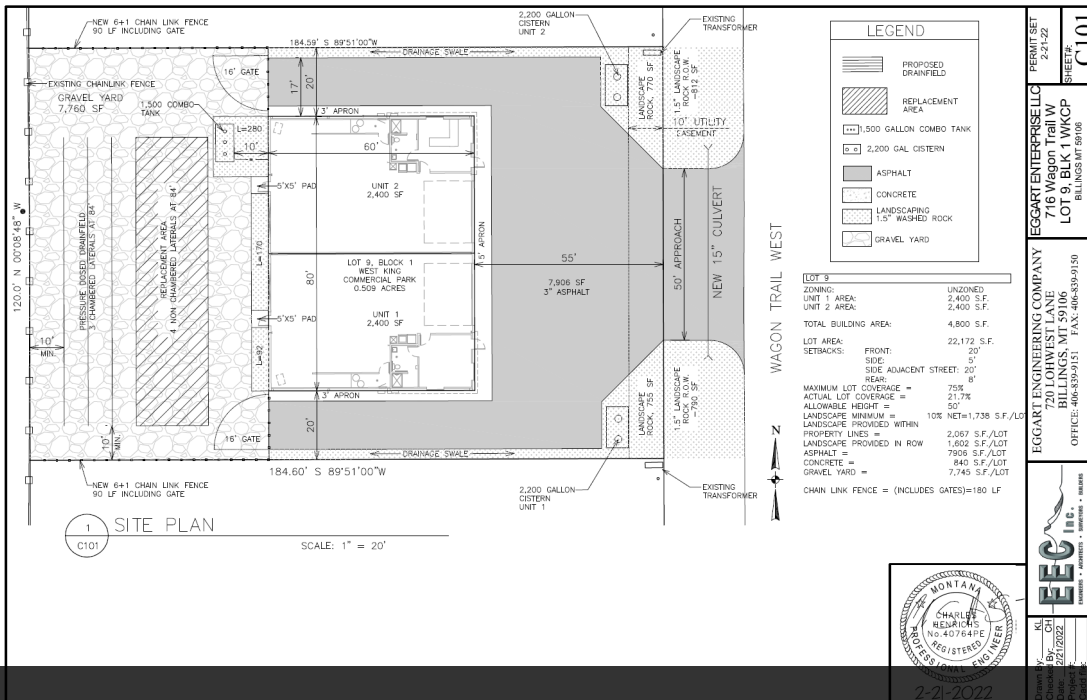 NEW 6+1 CHAIN LINK FENCE
90 LF INCLUDING GATE
184.59' S 89°51'00"W
DRAINAGE SWALE
2,200 GALLON
CISTERN
UNIT 2
EXISTING
TRANSFORMER
EXISTING CHAINLINK FENCE
GRAVEL YARD
7,760 SF
1,500 COMBO
TANK
16' GATE
17'
20'
3' APRON
L=280
10'
60'
5'X5' PAD
UNIT 2
2,400 SF
LANDSCAPE
ROCK, 770 SF
1.5" LANDSCAPE
ROCK R.O.W.
-812 SF
10' UTILITY
EASEMENT
120.0' N 00°08'48" W
PRESSURE DOSED DRAINFIELD
3 CHAMBERED LATERALS AT 84'
REPLACEMENT AREA
4 NON CHAMBERED LATERALS AT 84'
L=170
80'
LOT 9, BLOCK 1
WEST KING
COMMERCIAL PARK
0.509 ACRES
5' APRON
55'
7,906 SF
3" ASPHALT
50' APPROACH
NEW 15" CULVERT
WAGON TRAIL WEST
5'X5' PAD
UNIT 1
2,400 SF
10'
MIN.
L=92
3' APRON
20'
16' GATE
10'
MIN.
LANDSCAPE
ROCK, 755 SF
1.5" LANDSCAPE
ROCK R.O.W.
-790 SF
DRAINAGE SWALE
184.60' S 89°51'00"W
NEW 6+1 CHAIN LINK FENCE
90 LF INCLUDING GATE
2,200 GALLON
CISTERN
UNIT 1
EXISTING
TRANSFORMER
N
1
C101
SITE PLAN
SCALE: 1" = 20'
LEGEND
PROPOSED
DRAINFIELD
REPLACEMENT
AREA
1,500 GALLON COMBO TANK
2,200 GAL CISTERN
ASPHALT
CONCRETE
LANDSCAPING
1.5" WASHED ROCK
GRAVEL YARD
LOT 9
ZONING: UNZONED
UNIT 1 AREA: 2,400 S.F.
UNIT 2 AREA: 2,400 S.F.
TOTAL BUILDING AREA: 4,800 S.F.
LOT AREA: 22,172 S.F.
SETBACKS: FRONT: 20'
SIDE: 5'
SIDE ADJACENT STREET: 20'
REAR: 8'
MAXIMUM LOT COVERAGE = 75%
ACTUAL LOT COVERAGE = 21.7%
ALLOWABLE HEIGHT = 50'
LANDSCAPE MINIMUM = 10% NET=1,738 S.F./LOT
LANDSCAPE PROVIDED WITHIN
PROPERTY LINES = 2,067 S.F./LOT
LANDSCAPE PROVIDED IN ROW 1,602 S.F./LOT
ASPHALT = 7906 S.F./LOT
CONCRETE = 840 S.F./LOT
GRAVEL YARD = 7,745 S.F./LOT
CHAIN LINK FENCE = (INCLUDES GATES)=180 LF
PERMIT SET
2-21-22
SHEET#:
C101
EGGART ENTERPRISE LLC
716 Wagon Trail W
LOT 9, BLK 1 WKCP
BILLINGS MT 59106
EGGART ENGINEERING COMPANY
720 LOHWEST LANE
BILLINGS, MT 59106
OFFICE: 406-839-9151 FAX: 406-839-9150
EEC Inc.
ENGINEERS • ARCHITECTS • SURVEYORS • BUILDERS
Drawn By: KL
Checked By: CH
Date: 2/21/2022
Project #:
MONTANA
CHARLES
HENRICHS
No.40764PE
REGISTERED
PROFESSIONAL ENGINEER
2-21-2022